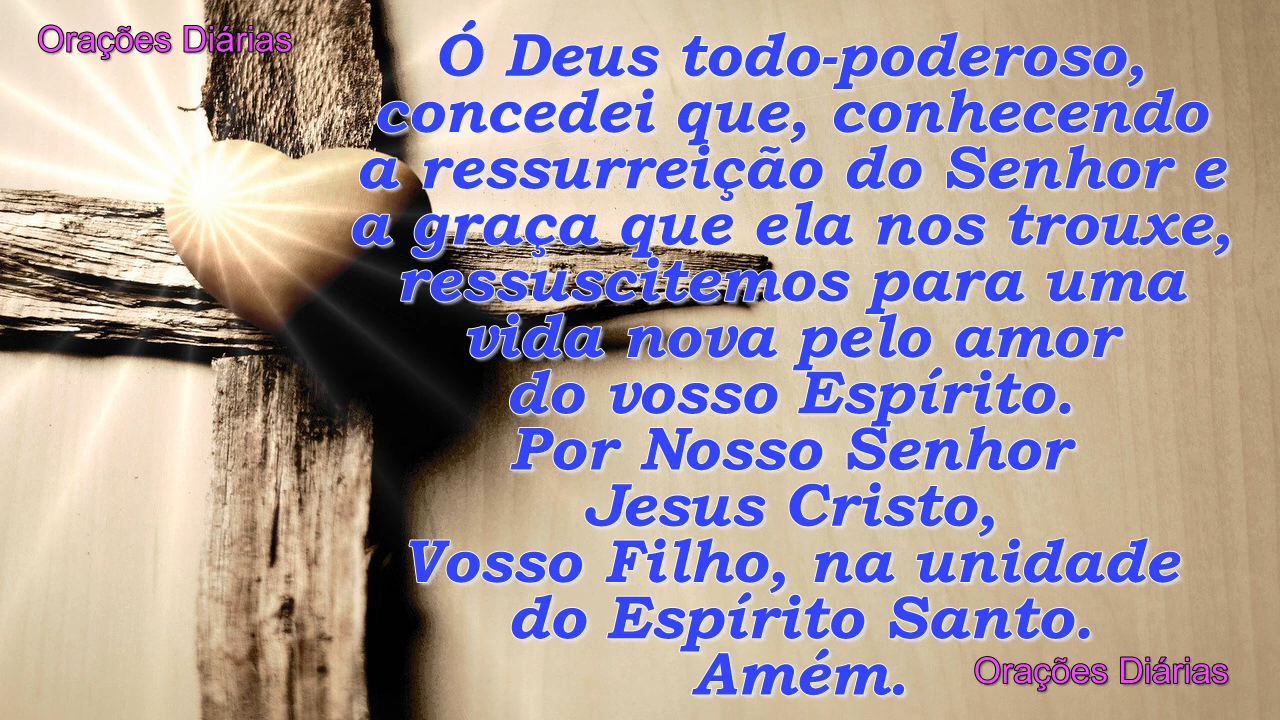 Orações Diárias
Ó Deus todo-poderoso,
concedei que, conhecendo
a ressurreição do Senhor e
a graça que ela nos trouxe,
ressuscitemos para uma
vida nova pelo amor
do vosso Espírito.
Por Nosso Senhor
Jesus Cristo,
Vosso Filho, na unidade
do Espírito Santo.
Amém.
Orações Diárias